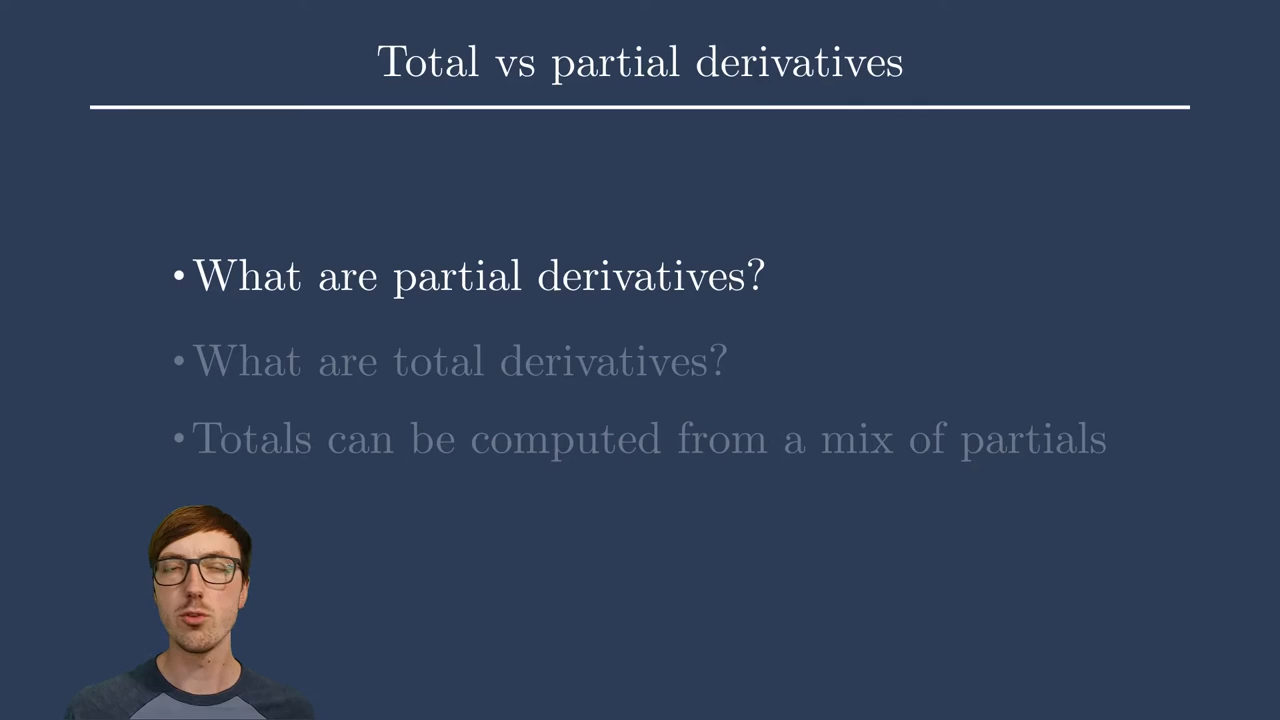 Total vs partial derivatives
• What are partial derivatives?
• What are total derivatives?
• Totals can be computed from a mix of partials